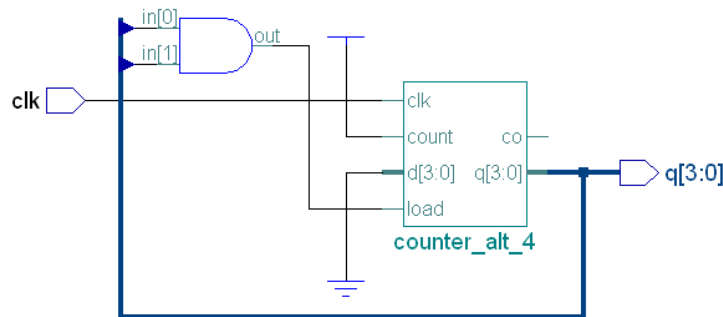 in[0]
in[1]
out
clk
clk
count
co
d[3:0]
q[3:0]
q[3:0]
load
counter_alt_4